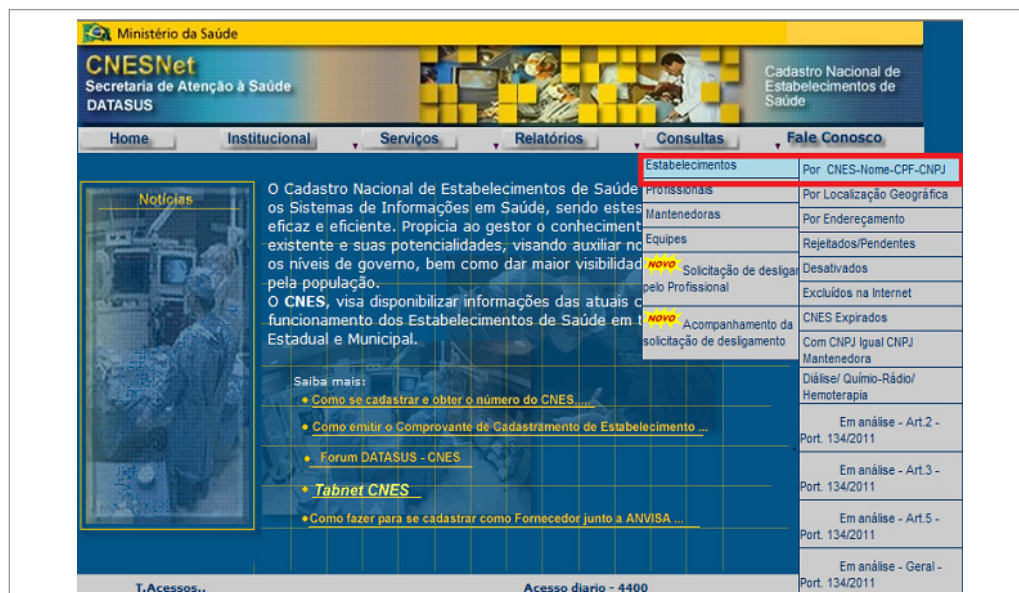 Ministério da Saúde
CNESNet
Secretaria de Atenção à Saúde
DATASUS
Cadastro Nacional de
Estabelecimentos de
Saúde
Home
Institucional
Serviços
Relatórios
Consultas
Fale Conosco
Notícias
O Cadastro Nacional de Estabelecimentos de Saúde
os Sistemas de Informações em Saúde, sendo estes
eficaz e eficiente. Propicia ao gestor o conheciment
existente e suas potencialidades, visando auxiliar no
os níveis de governo, bem como dar maior visibilidad
pela população.
O CNES, visa disponibilizar informações das atuais c
funcionamento dos Estabelecimentos de Saúde em t
Estadual e Municipal.
Saiba mais:
Como se cadastrar e obter o número do CNES.....
Como emitir o Comprovante de Cadastramento de Estabelecimento ...
Forum DATASUS - CNES
Tabnet CNES
Como fazer para se cadastrar como Fornecedor junto a ANVISA ...
Estabelecimentos
Profissionais
Mantenedoras
Equipes
NOVO Solicitação de desligar
pelo Profissional
NOVO Acompanhamento da
solicitação de desligamento
Por CNES-Nome-CPF-CNPJ
Por Localização Geográfica
Por Endereçamento
Rejeitados/Pendentes
Desativados
Excluídos na Internet
CNES Expirados
Com CNPJ Igual CNPJ
Mantenedora
Diálise/ Químio-Rádio/
Hemoterapia
Em análise - Art.2 -
Port. 134/2011
Em análise - Art.3 -
Port. 134/2011
Em análise - Art.5 -
Port. 134/2011
Em análise - Geral -
Port. 134/2011
T.Acessos..
Acesso diario - 4400